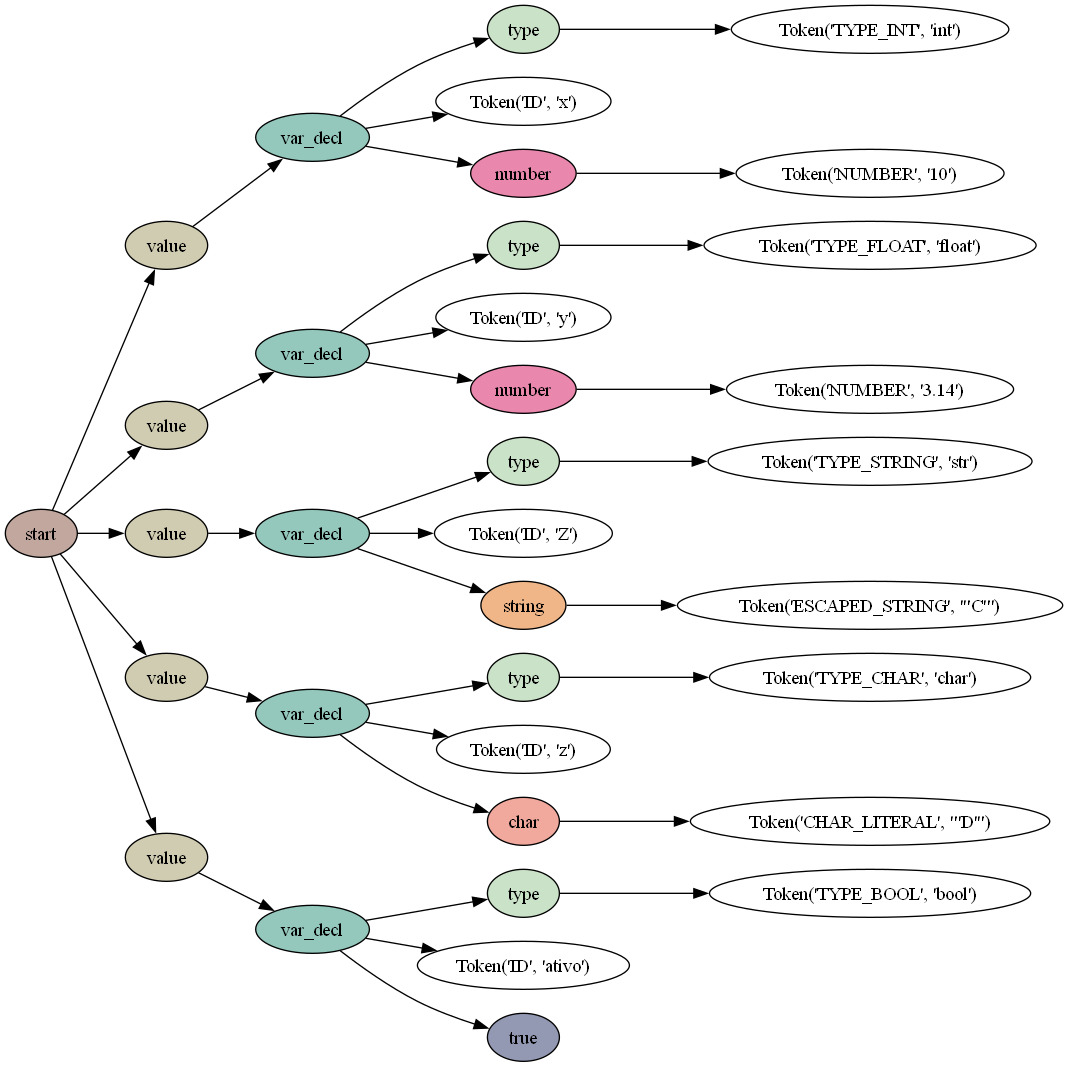 type
Token('TYPE_INT', 'int')
Token('ID', 'x')
var_decl
number
Token('NUMBER', '10')
value
type
Token('TYPE_FLOAT', 'float')
Token('ID', 'y')
var_decl
number
Token('NUMBER', '3.14')
value
type
Token('TYPE_STRING', 'str')
start
value
var_decl
Token('ID', 'Z')
string
Token('ESCAPED_STRING', '"C"')
value
type
Token('TYPE_CHAR', 'char')
var_decl
Token('ID', 'z')
char
Token('CHAR_LITERAL', "'D'")
value
type
Token('TYPE_BOOL', 'bool')
var_decl
Token('ID', 'ativo')
true